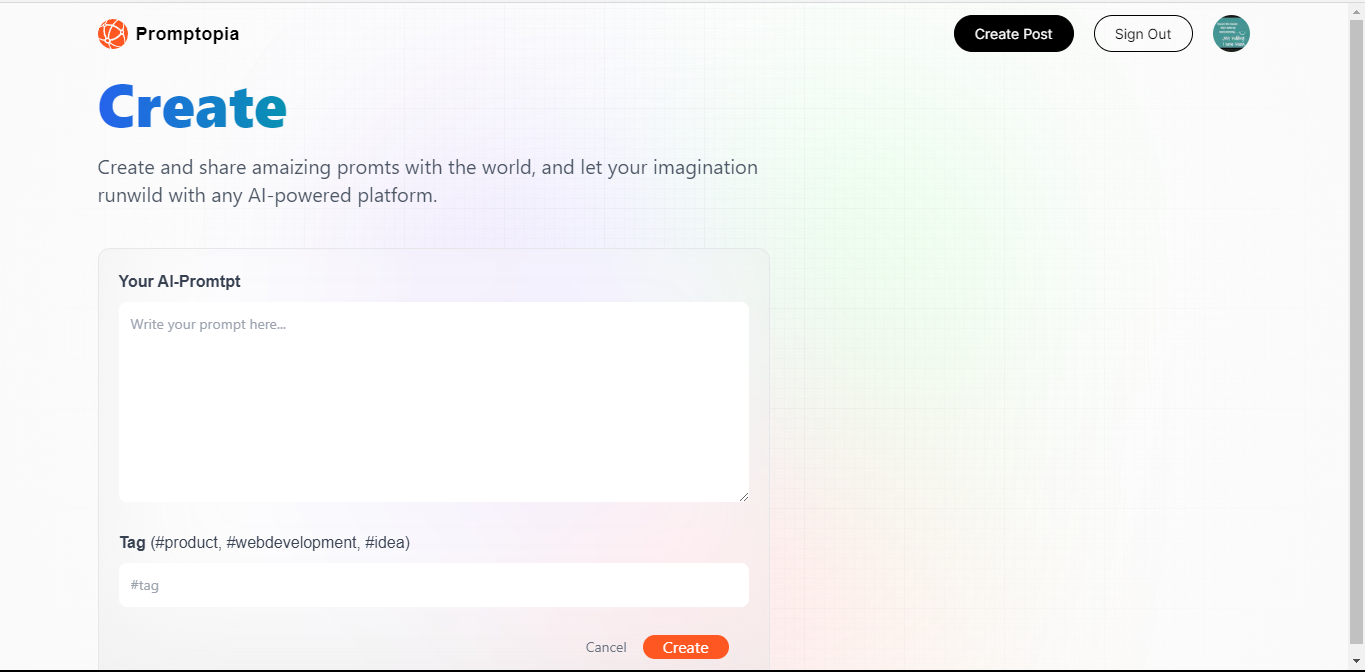 Promptopia
Create Post
Sign Out
Create
Create and share amaizing promts with the world, and let your imagination
runwild with any AI-powered platform.
Your AI-Promtpt
Write your prompt here...
Tag (#product, #webdevelopment, #idea)
#tag
Cancel
Create